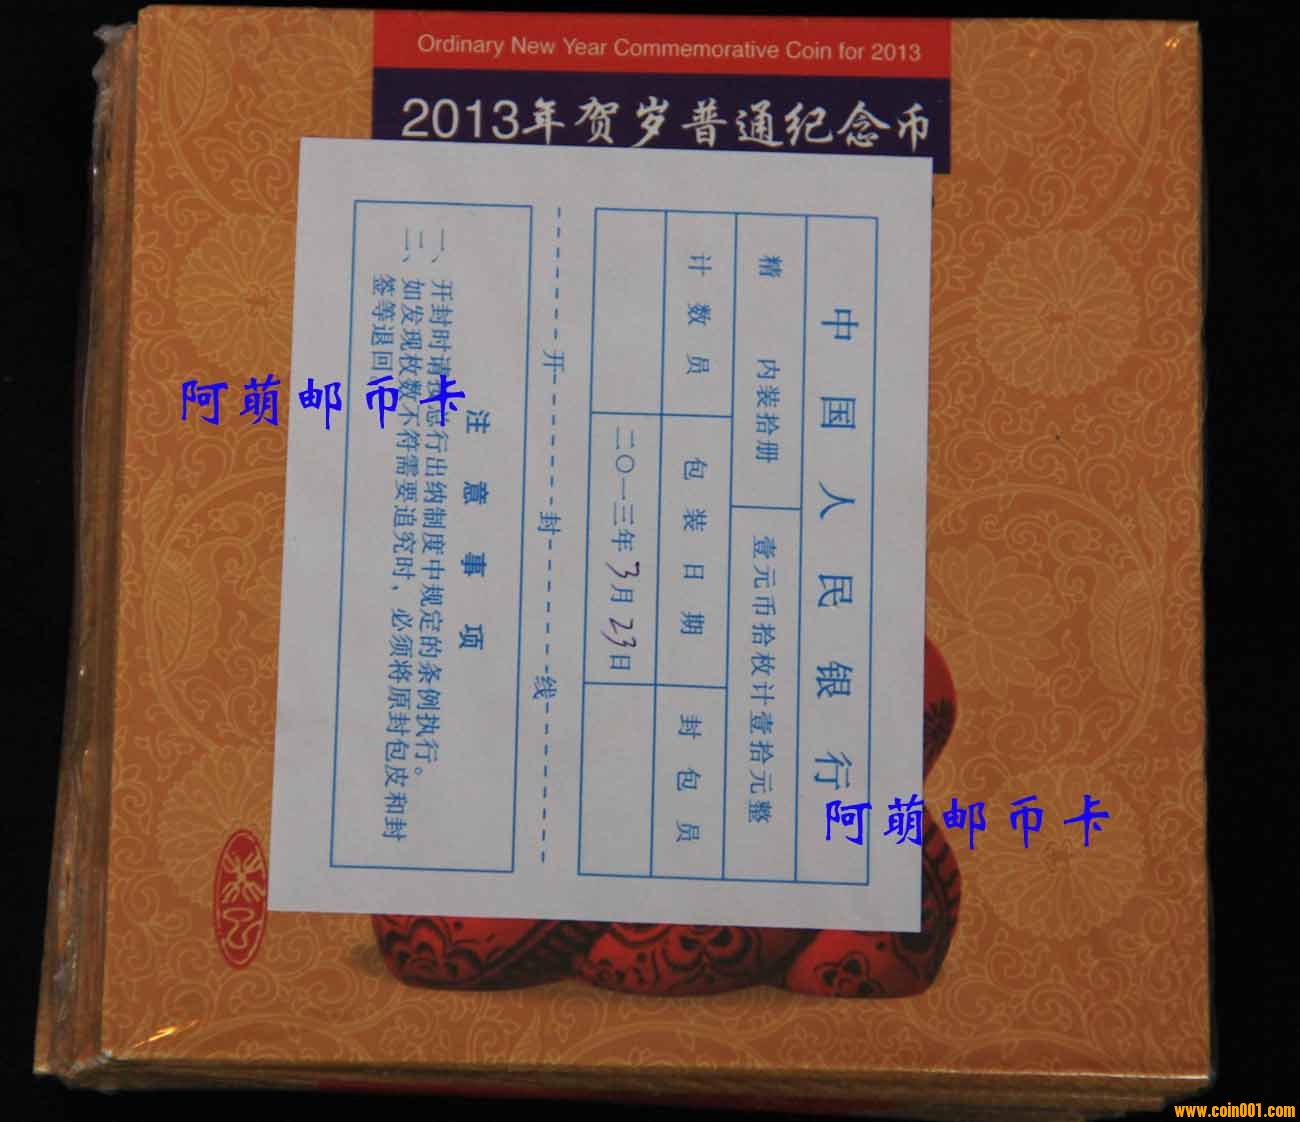 Ordinary New Year Commemorative Coin for 2013
2013年贺岁普通纪念币
中国人民银行
精 内装拾册
壹元币拾枚计壹拾元整
计数员
包装日期
封包员
二〇一三年3月23日
开封线
注意事项
一、开封时请按总行出纳制度中规定的条例执行。
二、如发现枚数不符需要追究时，必须将原封包皮和封
签等退回
阿萌邮币卡
阿萌邮币卡
www.coin001.com